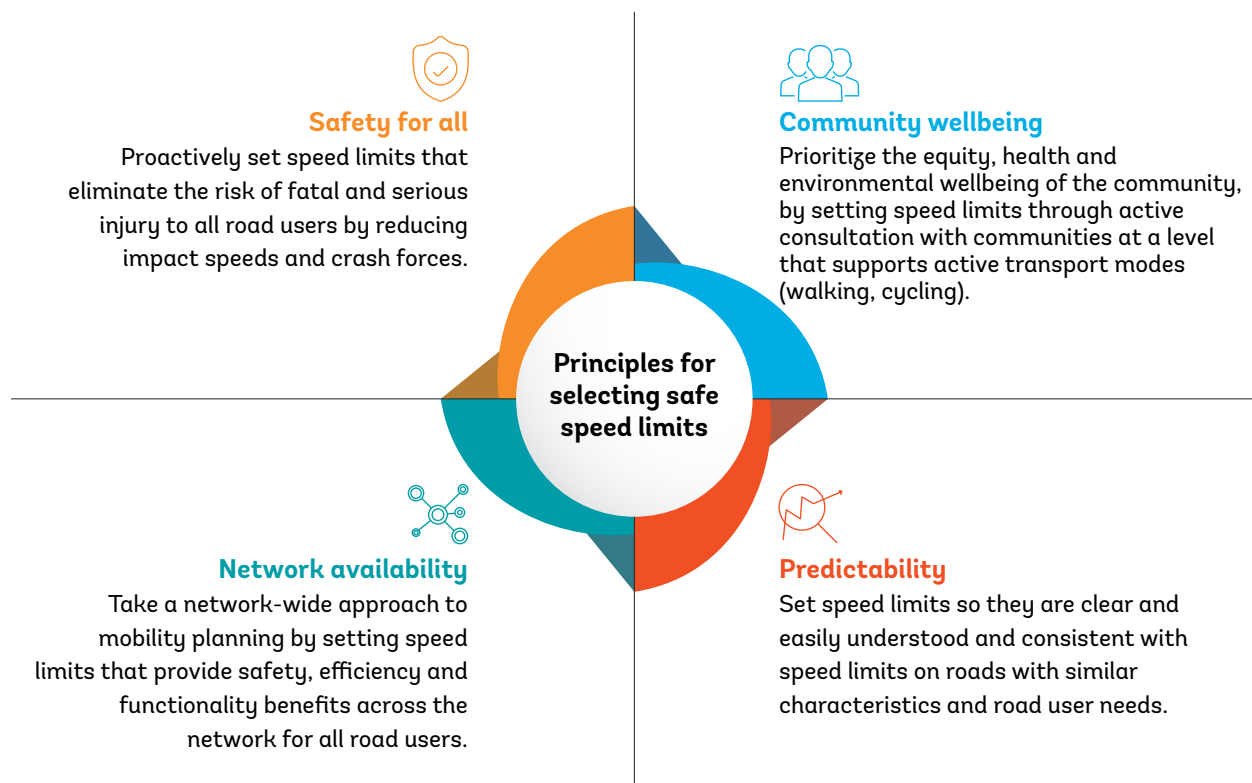 Safety for all
Proactively set speed limits that
eliminate the risk of fatal and serious
injury to all road users by reducing
impact speeds and crash forces.
Community wellbeing
Prioritize the equity, health and
environmental wellbeing of the community,
by setting speed limits through active
consultation with communities at a level
that supports active transport modes
(walking, cycling).
Principles for
selecting safe
speed limits
Network availability
Take a network-wide approach to
mobility planning by setting speed
limits that provide safety, efficiency and
functionality benefits across the
network for all road users.
Predictability
Set speed limits so they are clear and
easily understood and consistent with
speed limits on roads with similar
characteristics and road user needs.